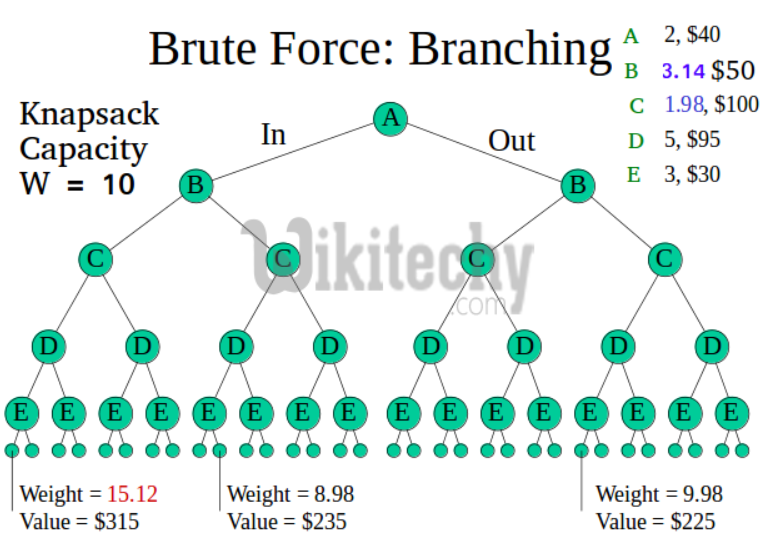 Brute Force: Branching
A 2, $40
B 3.14 $50
C 1.98, $100
D 5, $95
E 3, $30
Knapsack
Capacity
W = 10
In
Out
A
B B
C C C C
Wikitechy
.com
D D D D D D D D
E E E E E E E E E E E E E E E E
Weight = 15.12
Value = $315
Weight = 8.98
Value = $235
Weight = 9.98
Value = $225